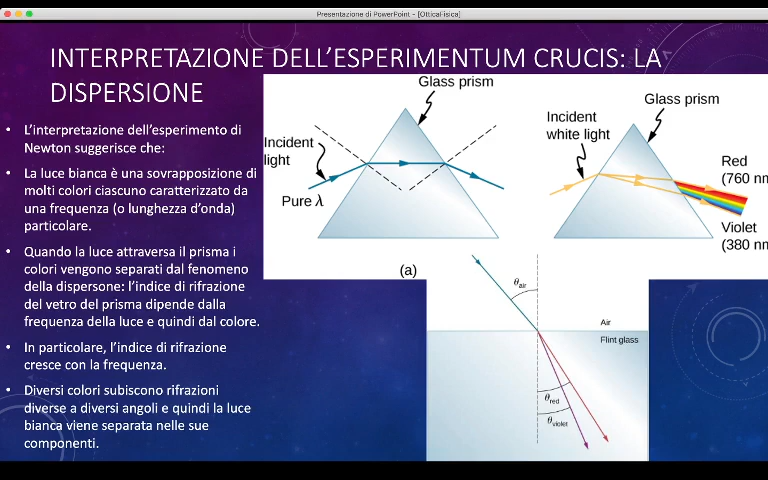 Presentazione di PowerPoint - [OtticaFisica]
INTERPRETAZIONE DELL'ESPERIMENTUM CRUCIS: LA
DISPERSIONE
• L'interpretazione dell'esperimento di
Newton suggerisce che:
• La luce bianca è una sovrapposizione di
molti colori ciascuno caratterizzato da
una frequenza (o lunghezza d'onda)
particolare.
• Quando la luce attraversa il prisma i
colori vengono separati dal fenomeno
della dispersone: l'indice di rifrazione
del vetro del prisma dipende dalla
frequenza della luce e quindi dal colore.
• In particolare, l'indice di rifrazione
cresce con la frequenza.
• Diversi colori subiscono rifrazioni
diverse a diversi angoli e quindi la luce
bianca viene separata nelle sue
componenti.
Glass prism
Incident
light
Pure λ
(a)
Glass prism
Incident
white light
Red
(760 nm
Violet
(380 nm
θair
Air
Flint glass
θred
θviolet